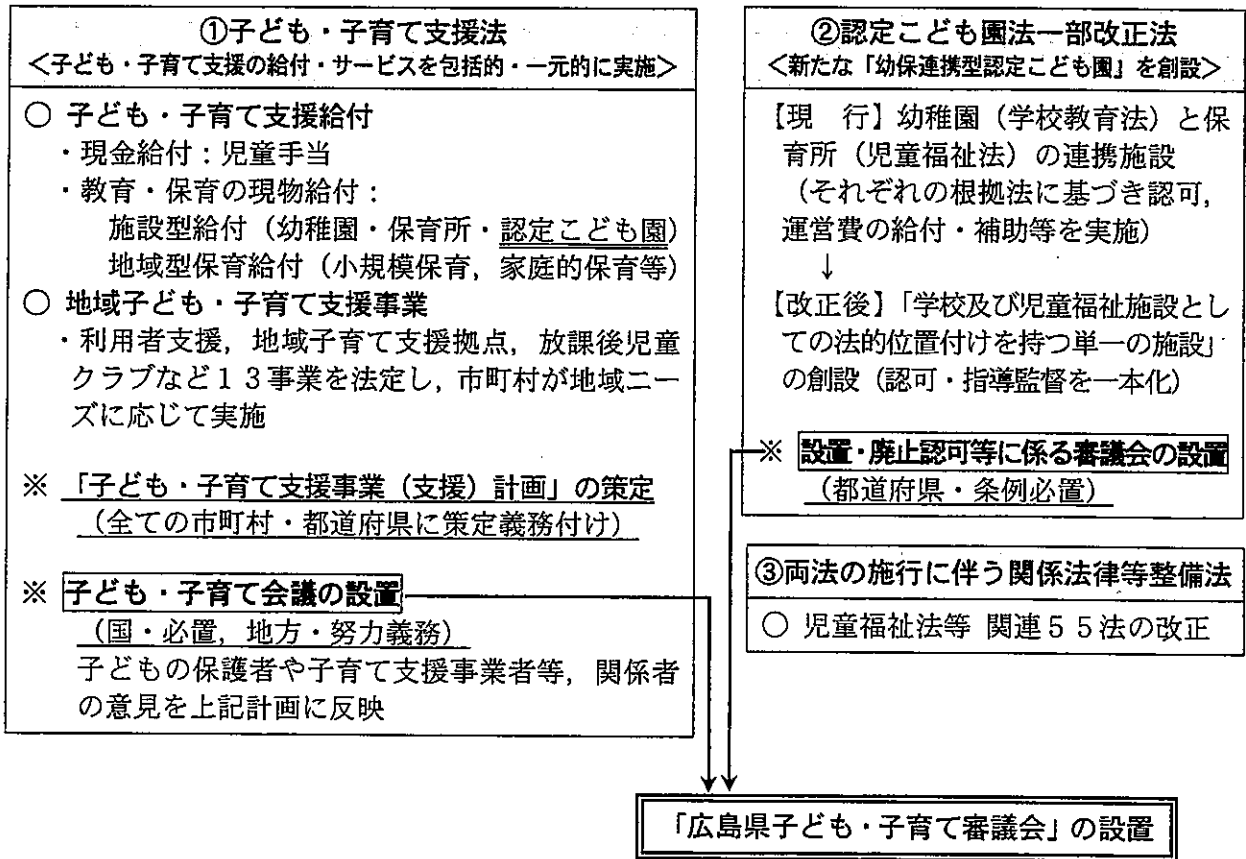 ①子ども・子育て支援法
＜子ども・子育て支援の給付・サービスを包括的・一元的に実施＞
○ 子ども・子育て支援給付
・現金給付：児童手当
・教育・保育の現物給付：
施設型給付（幼稚園・保育所・認定こども園）
地域型保育給付（小規模保育，家庭的保育等）
○ 地域子ども・子育て支援事業
・利用者支援，地域子育て支援拠点，放課後児童
クラブなど１３事業を法定し，市町村が地域ニー
ズに応じて実施
※ 「子ども・子育て支援事業（支援）計画」の策定
（全ての市町村・都道府県に策定義務付け）
※ 子ども・子育て会議の設置
（国・必置，地方・努力義務）
子どもの保護者や子育て支援事業者等，関係者
の意見を上記計画に反映
②認定こども園法一部改正法
＜新たな「幼保連携型認定こども園」を創設＞
【現　行】幼稚園（学校教育法）と保
育所（児童福祉法）の連携施設
（それぞれの根拠法に基づき認可，
運営費の給付・補助等を実施）
↓
【改正後】「学校及び児童福祉施設とし
ての法的位置付けを持つ単一の施設」
の創設（認可・指導監督を一本化）
※ 設置・廃止認可等に係る審議会の設置
（都道府県・条例必置）
③両法の施行に伴う関係法律等整備法
○ 児童福祉法等 関連５５法の改正
「広島県子ども・子育て審議会」の設置